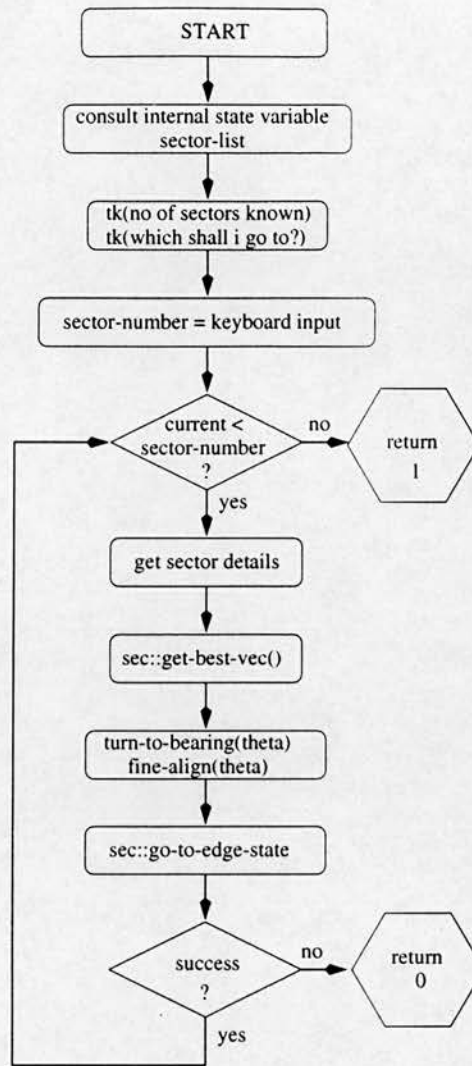 START
consult internal state variable
sector-list
tk(no of sectors known)
tk(which shall i go to?)
sector-number = keyboard input
current <
sector-number
?
no
return
1
yes
get sector details
sec::get-best-vec()
turn-to-bearing(theta)
fine-align(theta)
sec::go-to-edge-state
success
?
no
return
0
yes